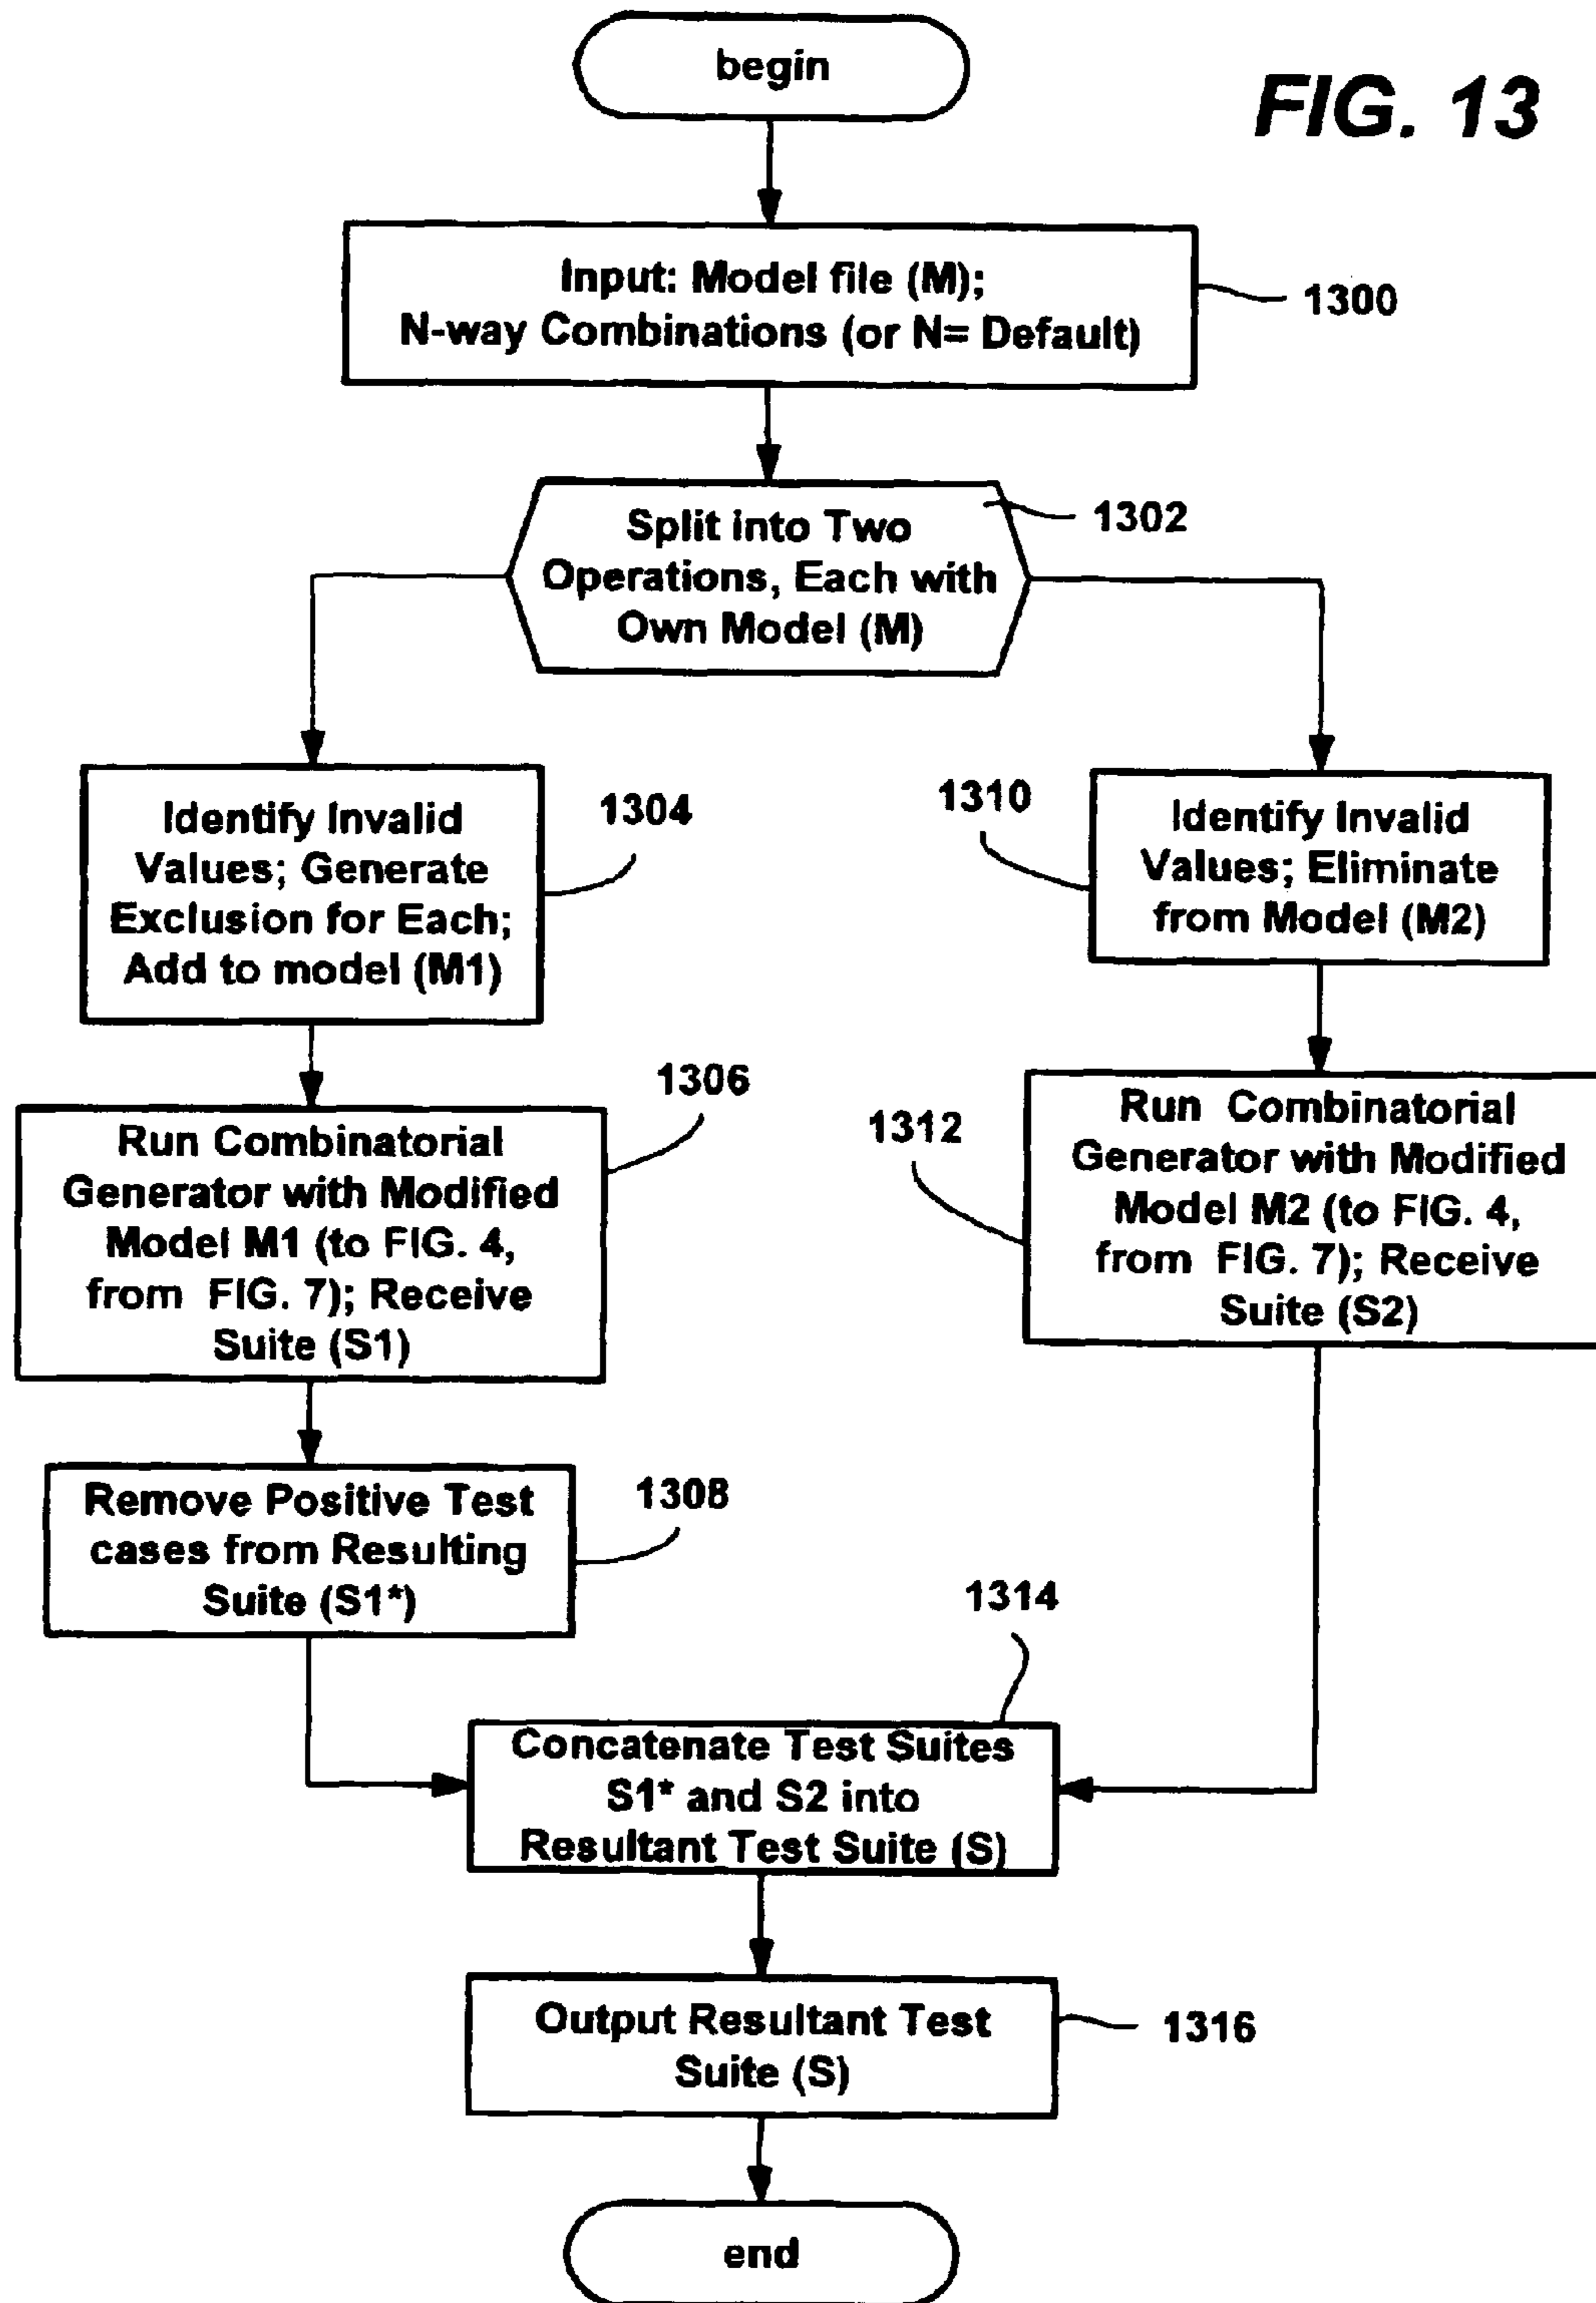 begin
FIG. 13
Input: Model file (M);
N-way Combinations (or N= Default)
1300
Split into Two
Operations, Each with
Own Model (M)
1302
Identify Invalid
Values; Generate
Exclusion for Each;
Add to model (M1)
1304
1310
Identify Invalid
Values; Eliminate
from Model (M2)
Run Combinatorial
Generator with Modified
Model M1 (to FIG. 4,
from FIG. 7); Receive
Suite (S1)
1306
1312
Run Combinatorial
Generator with Modified
Model M2 (to FIG. 4,
from FIG. 7); Receive
Suite (S2)
Remove Positive Test
cases from Resulting
Suite (S1*)
1308
1314
Concatenate Test Suites
S1* and S2 into
Resultant Test Suite (S)
Output Resultant Test
Suite (S)
1316
end